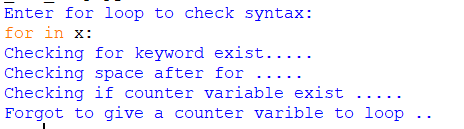 Enter for loop to check syntax:
for in x:
Checking for keyword exist.....
Checking space after for .....
Checking if counter variable exist .....
Forgot to give a counter varible to loop ..